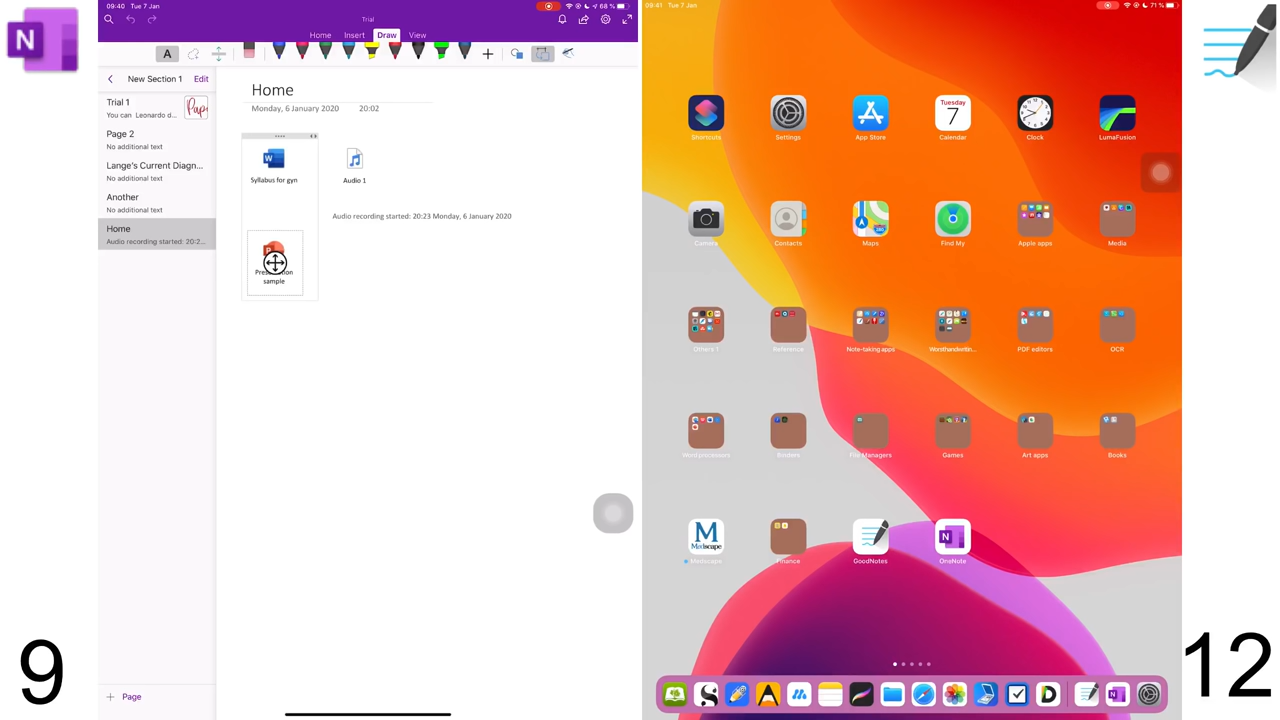 N
09:40 Tue 7 Jan
68 %
Trial
Home Insert Draw View
A
New Section 1 Edit
Trial 1
You can Leonardo d...
Page 2
No additional text
Lange's Current Diagn...
No additional text
Another
No additional text
Home
Audio recording started: 20:2...
Page
Home
Monday, 6 January 2020 20:02
Syllabus for gyn
Audio 1
Audio recording started: 20:23 Monday, 6 January 2020
sample
9
09:41 Tue 7 Jan
71 %
Tuesday
7
Shortcuts Settings App Store Calendar Clock LumaFusion
Camera Contacts Maps Find My Apple apps Media
Others 1 Reference Note-taking apps Worsthandwritin... PDF editors OCR
Word processors Binders File Managers Games Art apps Books
M
Medscape
N
Medscape Finance GoodNotes OneNote
12